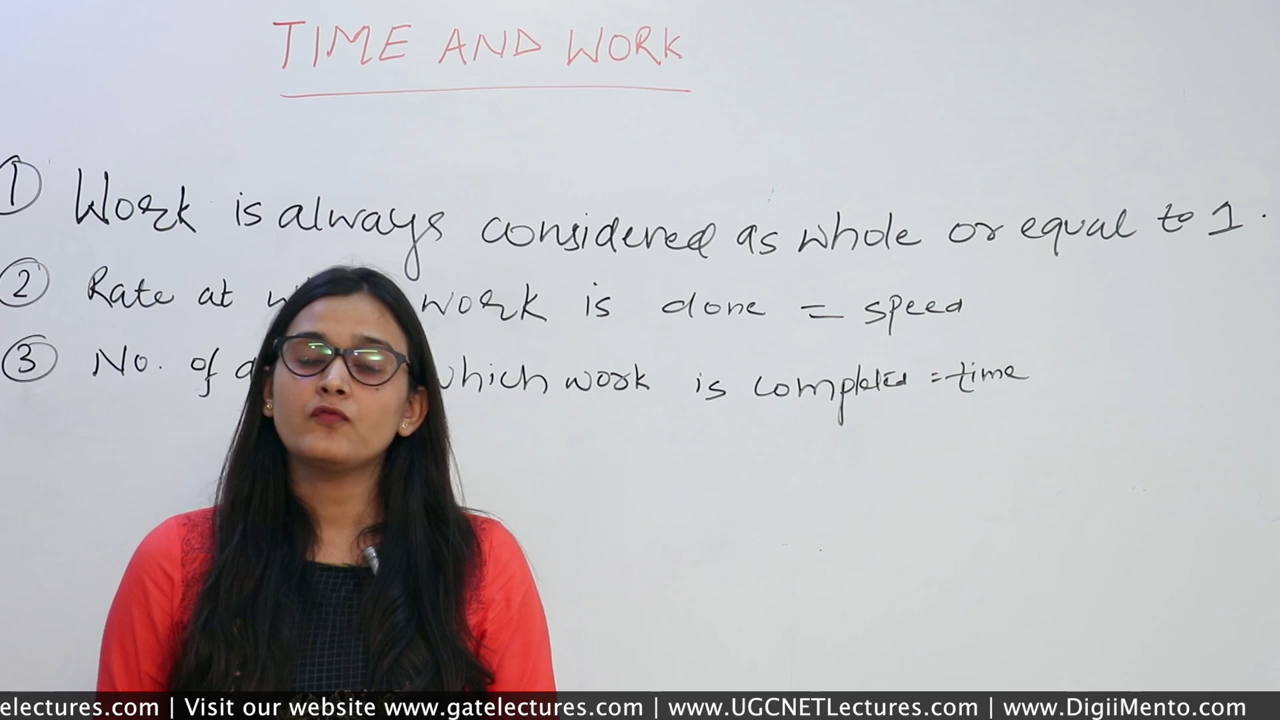 TIME AND WORK
① Work is always considered as whole or equal to 1.
② Rate at work is done = speed
③ No. of which work is completed = time
electures.com | Visit our website www.gatelectures.com | www.UGCNETLectures.com | www.DigiiMento.com